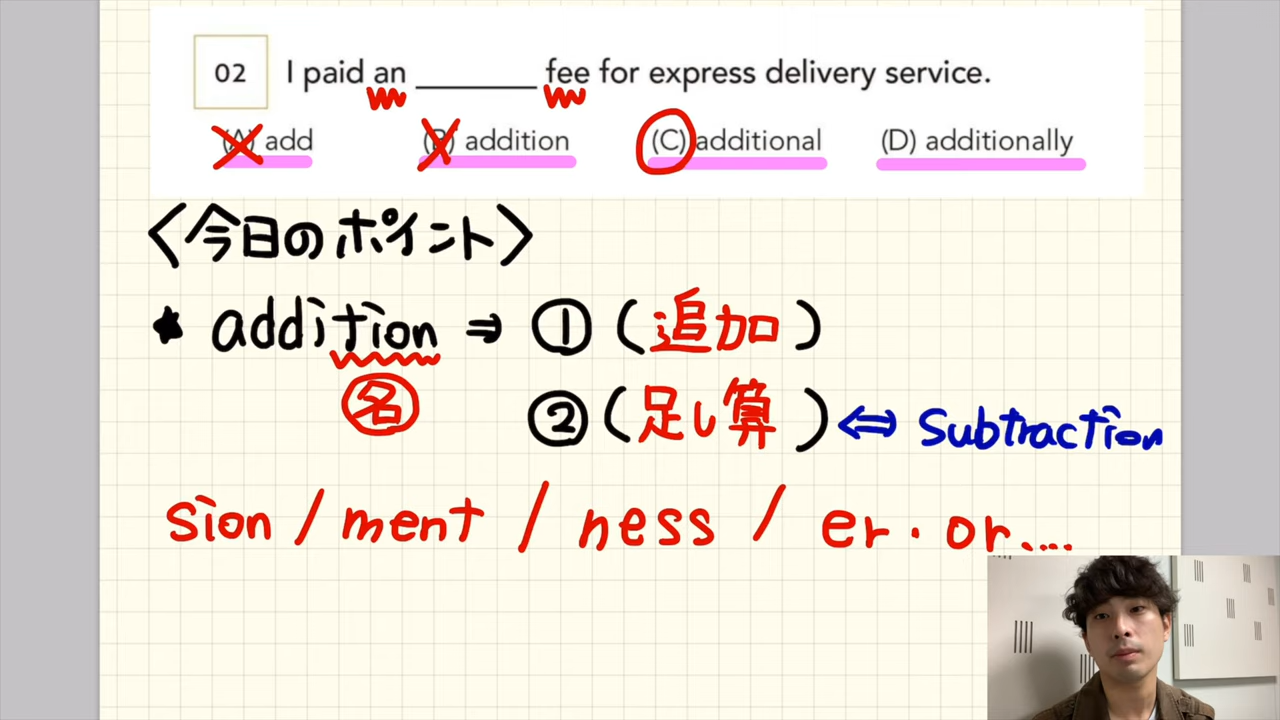 02 I paid an ________ fee for express delivery service.
(A) add (B) addition (C) additional (D) additionally
〈今日のポイント〉
★ addition ⇒ ①（追加）
名 ②（足し算）⇔ Subtraction
sion / ment / ness / er・or....